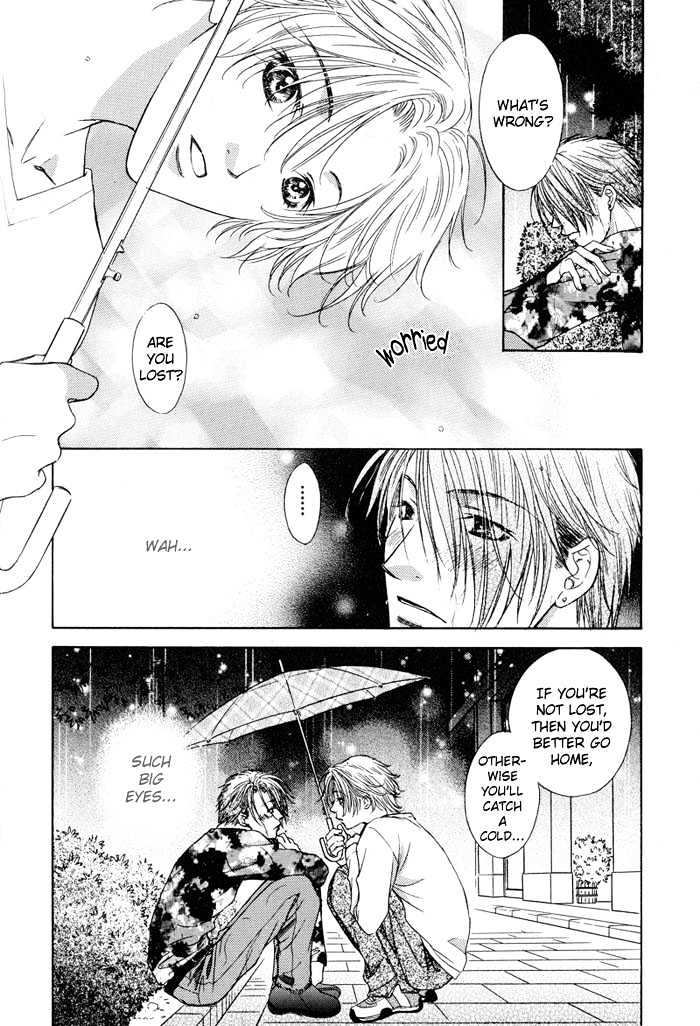 WHAT'S
WRONG?
ARE
YOU
LOST?
worried
........
WAH...
IF YOU'RE
NOT LOST,
THEN YOU'D
BETTER GO
HOME,
OTHER-
WISE YOU'LL
CATCH
A
COLD...
SUCH
BIG
EYES...